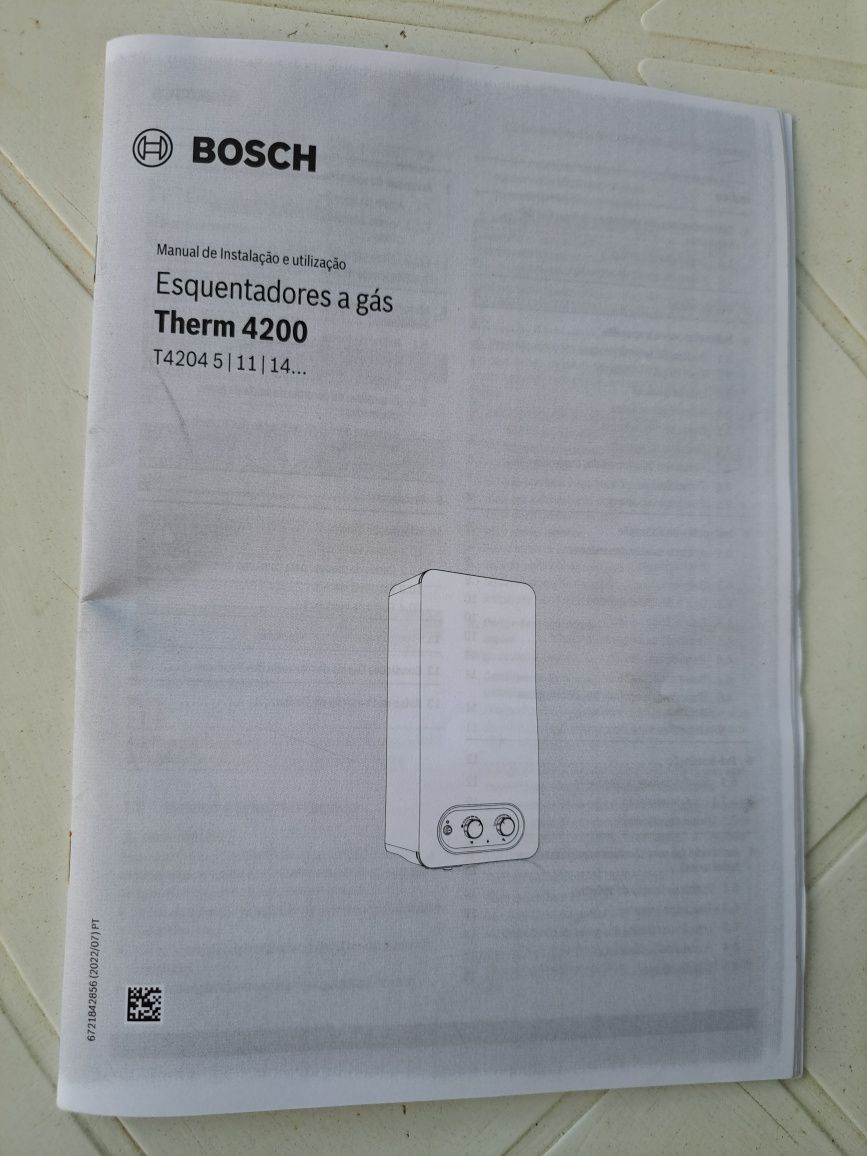 BOSCH
Manual de Instalação e utilização
Esquentadores a gás
Therm 4200
T4204 5 | 11 | 14...
6721842856 (2022/07) PT